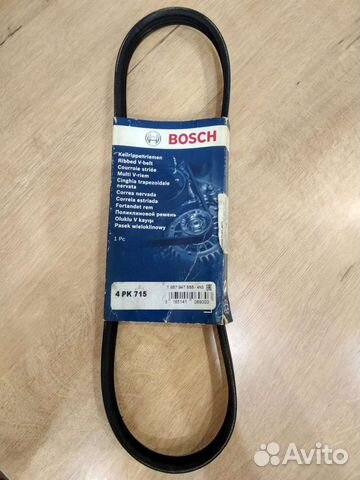 BOSCH
Keilrippenriemen
Ribbed V-belt
Courroie striée
Multi V-riem
Cinghia trapezoidale
nervata
Correa nervada
Correia estriada
Fortandet rem
Поликлиновой ремень
Oluklu V kayışı
Pasek wieloklinowy
1 Pc
4 PK 715
Avito